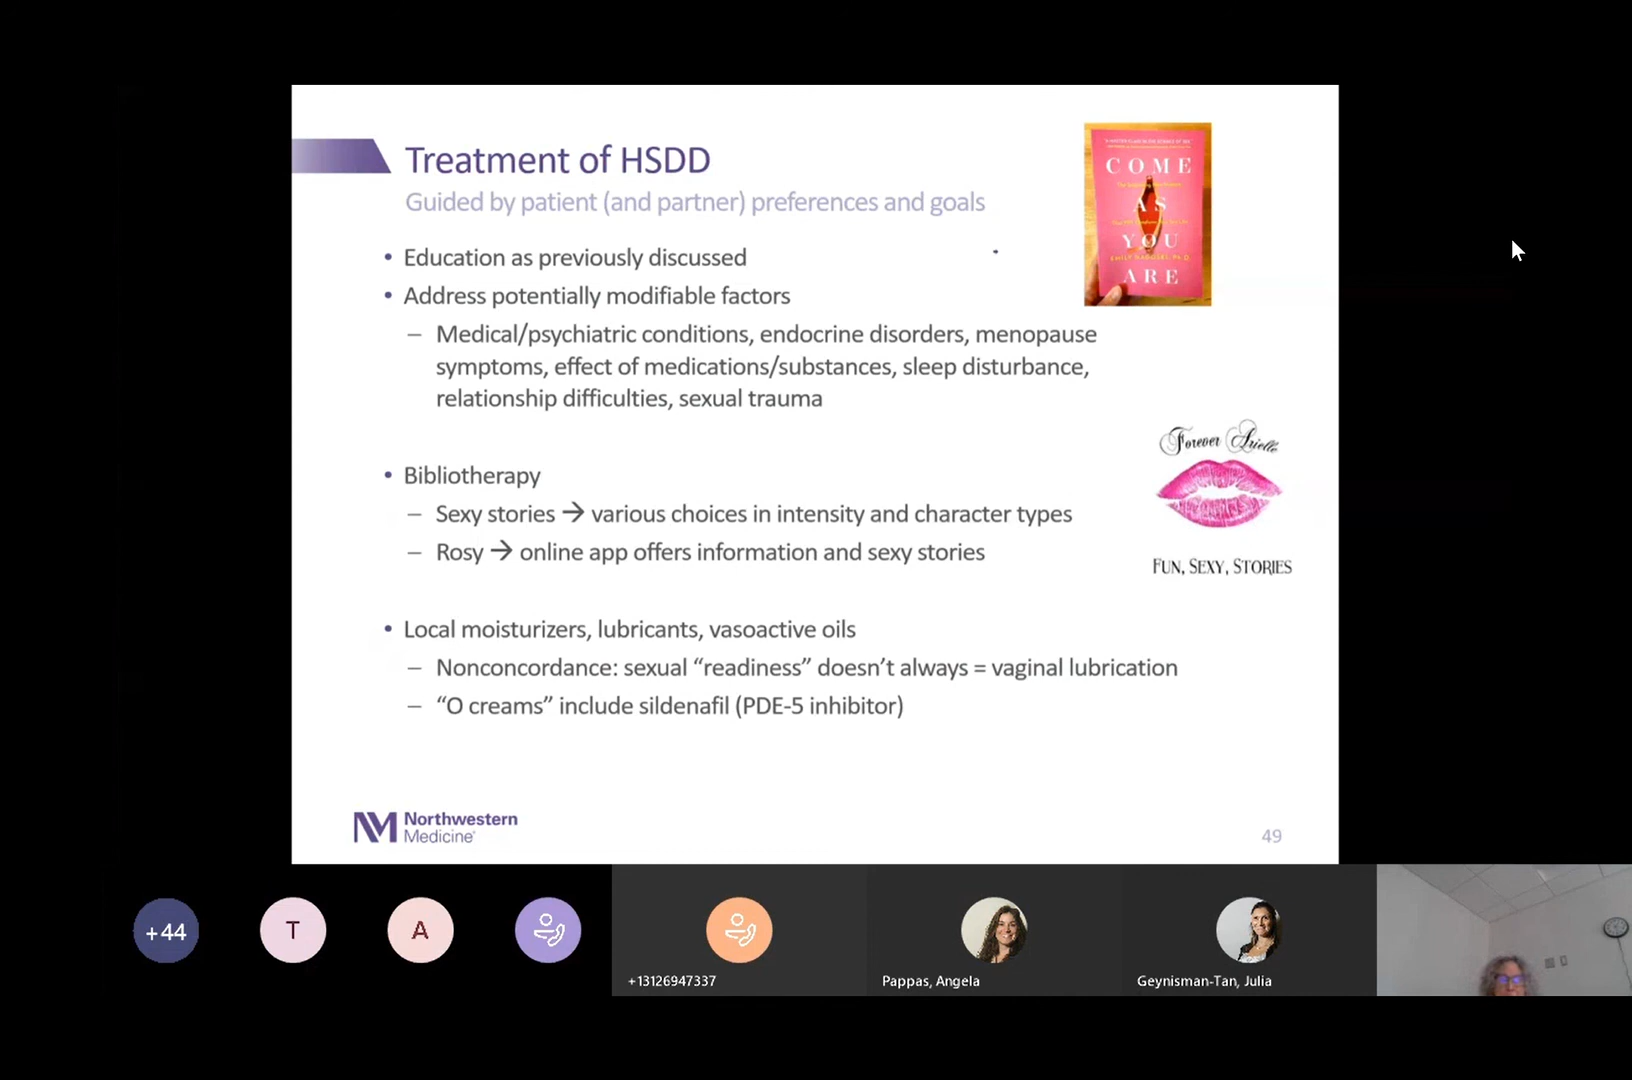 Treatment of HSDD
Guided by patient (and partner) preferences and goals
• Education as previously discussed
• Address potentially modifiable factors
– Medical/psychiatric conditions, endocrine disorders, menopause
symptoms, effect of medications/substances, sleep disturbance,
relationship difficulties, sexual trauma
• Bibliotherapy
– Sexy stories → various choices in intensity and character types
– Rosy → online app offers information and sexy stories
• Local moisturizers, lubricants, vasoactive oils
– Nonconcordance: sexual “readiness” doesn’t always = vaginal lubrication
– “O creams” include sildenafil (PDE-5 inhibitor)
COME
AS
YOU
EMILY NAGOSKI, Ph.D.
ARE
Forever Arielle
FUN, SEXY, STORIES
NM Northwestern
Medicine
49
+44
T
A
+13126947337
Pappas, Angela
Geynisman-Tan, Julia